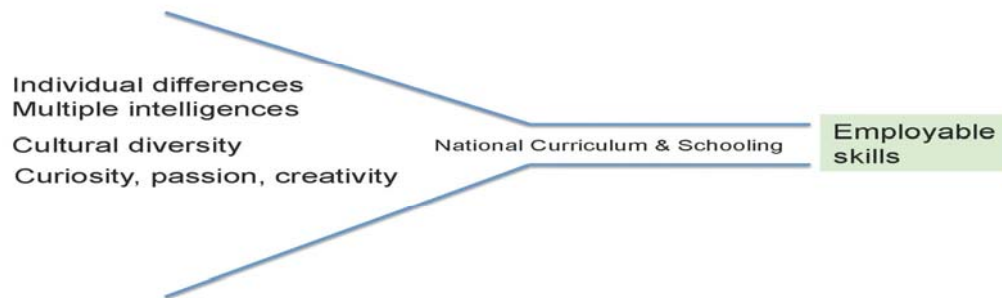 Individual differences
Multiple intelligences
Cultural diversity
Curiosity, passion, creativity
National Curriculum & Schooling
Employable
skills